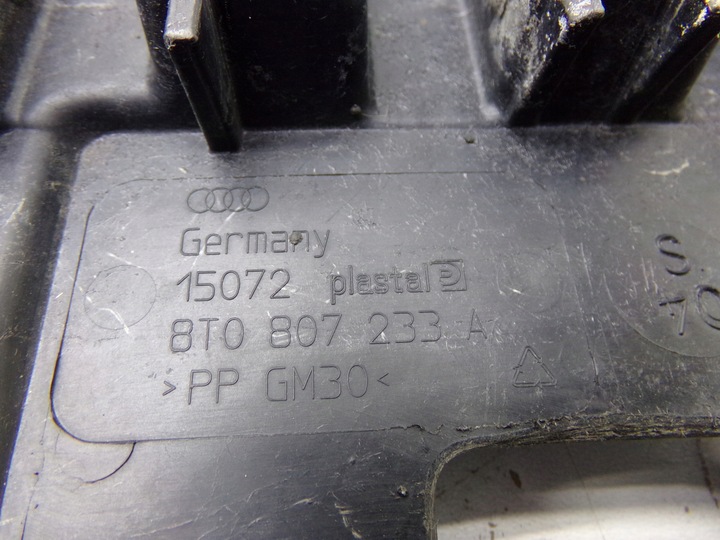 Germany
15072 plastal P
8T0 807 233 A
>PP GM30<
S.